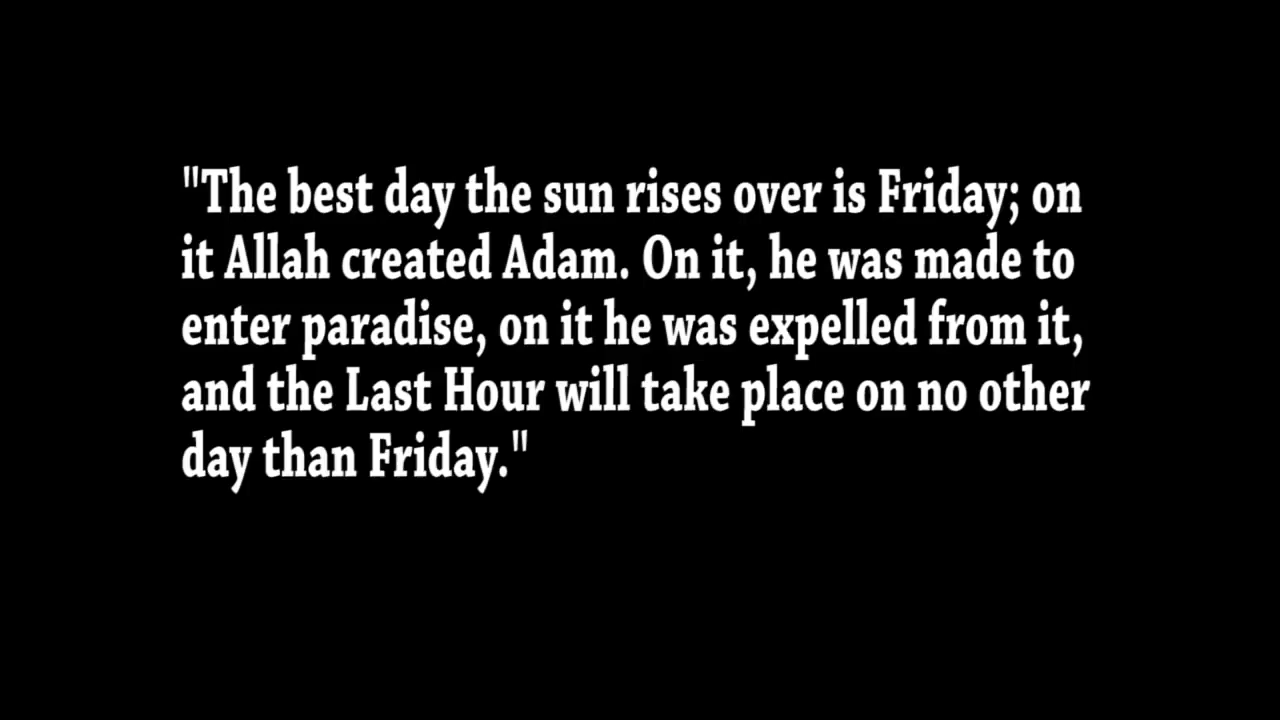 "The best day the sun rises over is Friday; on
it Allah created Adam. On it, he was made to
enter paradise, on it he was expelled from it,
and the Last Hour will take place on no other
day than Friday."